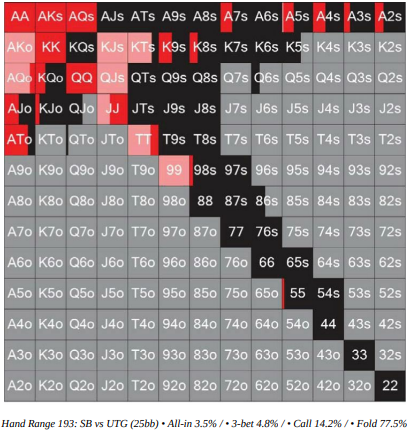 AA AKs AQs AJs ATs A9s A8s A7s A6s A5s A4s A3s A2s
AKo KK KQs KJs KTs K9s K8s K7s K6s K5s K4s K3s K2s
AQo KQo QQ QJs QTs Q9s Q8s Q7s Q6s Q5s Q4s Q3s Q2s
AJo KJo QJo JJ JTs J9s J8s J7s J6s J5s J4s J3s J2s
ATo KTo QTo JTo TT T9s T8s T7s T6s T5s T4s T3s T2s
A9o K9o Q9o J9o T9o 99 98s 97s 96s 95s 94s 93s 92s
A8o K8o Q8o J8o T8o 98o 88 87s 86s 85s 84s 83s 82s
A7o K7o Q7o J7o T7o 97o 87o 77 76s 75s 74s 73s 72s
A6o K6o Q6o J6o T6o 96o 86o 76o 66 65s 64s 63s 62s
A5o K5o Q5o J5o T5o 95o 85o 75o 65o 55 54s 53s 52s
A4o K4o Q4o J4o T4o 94o 84o 74o 64o 54o 44 43s 42s
A3o K3o Q3o J3o T3o 93o 83o 73o 63o 53o 43o 33 32s
A2o K2o Q2o J2o T2o 92o 82o 72o 62o 52o 42o 32o 22
Hand Range 193: SB vs UTG (25bb) • All-in 3.5% / • 3-bet 4.8% / • Call 14.2% / • Fold 77.5%